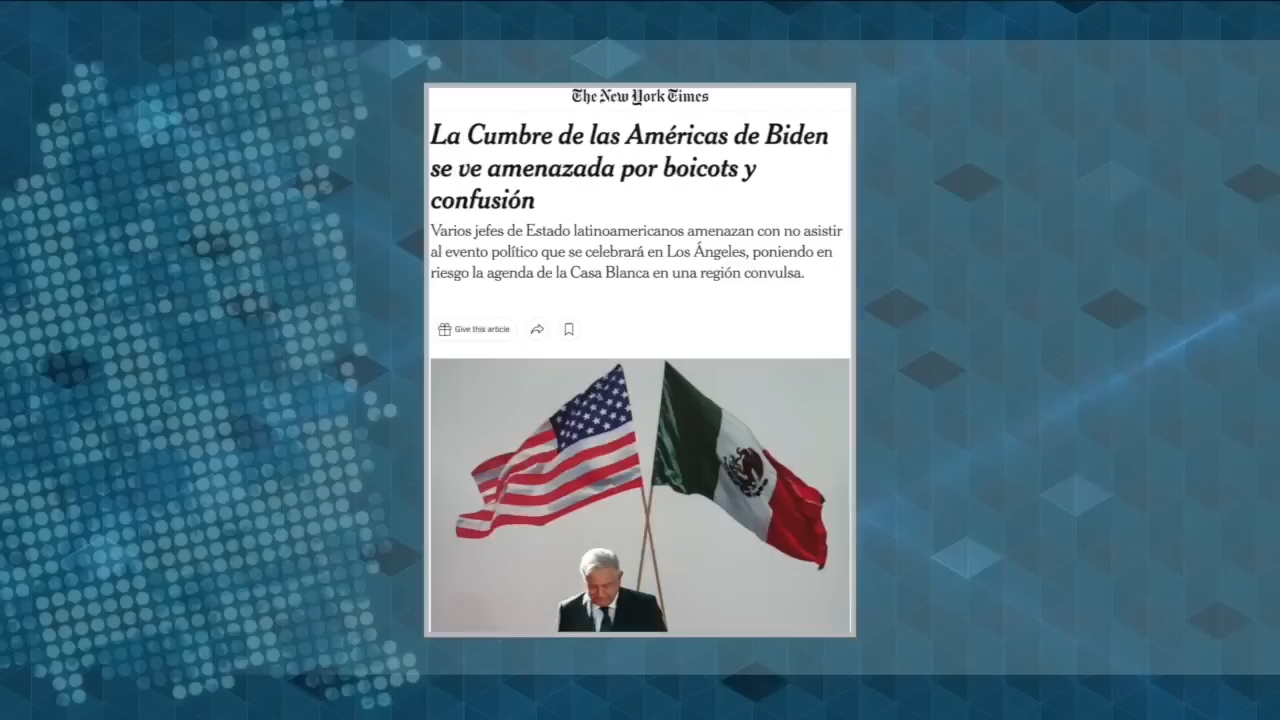 The New York Times
La Cumbre de las Américas de Biden
se ve amenazada por boicots y
confusión
Varios jefes de Estado latinoamericanos amenazan con no asistir
al evento político que se celebrará en Los Ángeles, poniendo en
riesgo la agenda de la Casa Blanca en una región convulsa.
Give this article